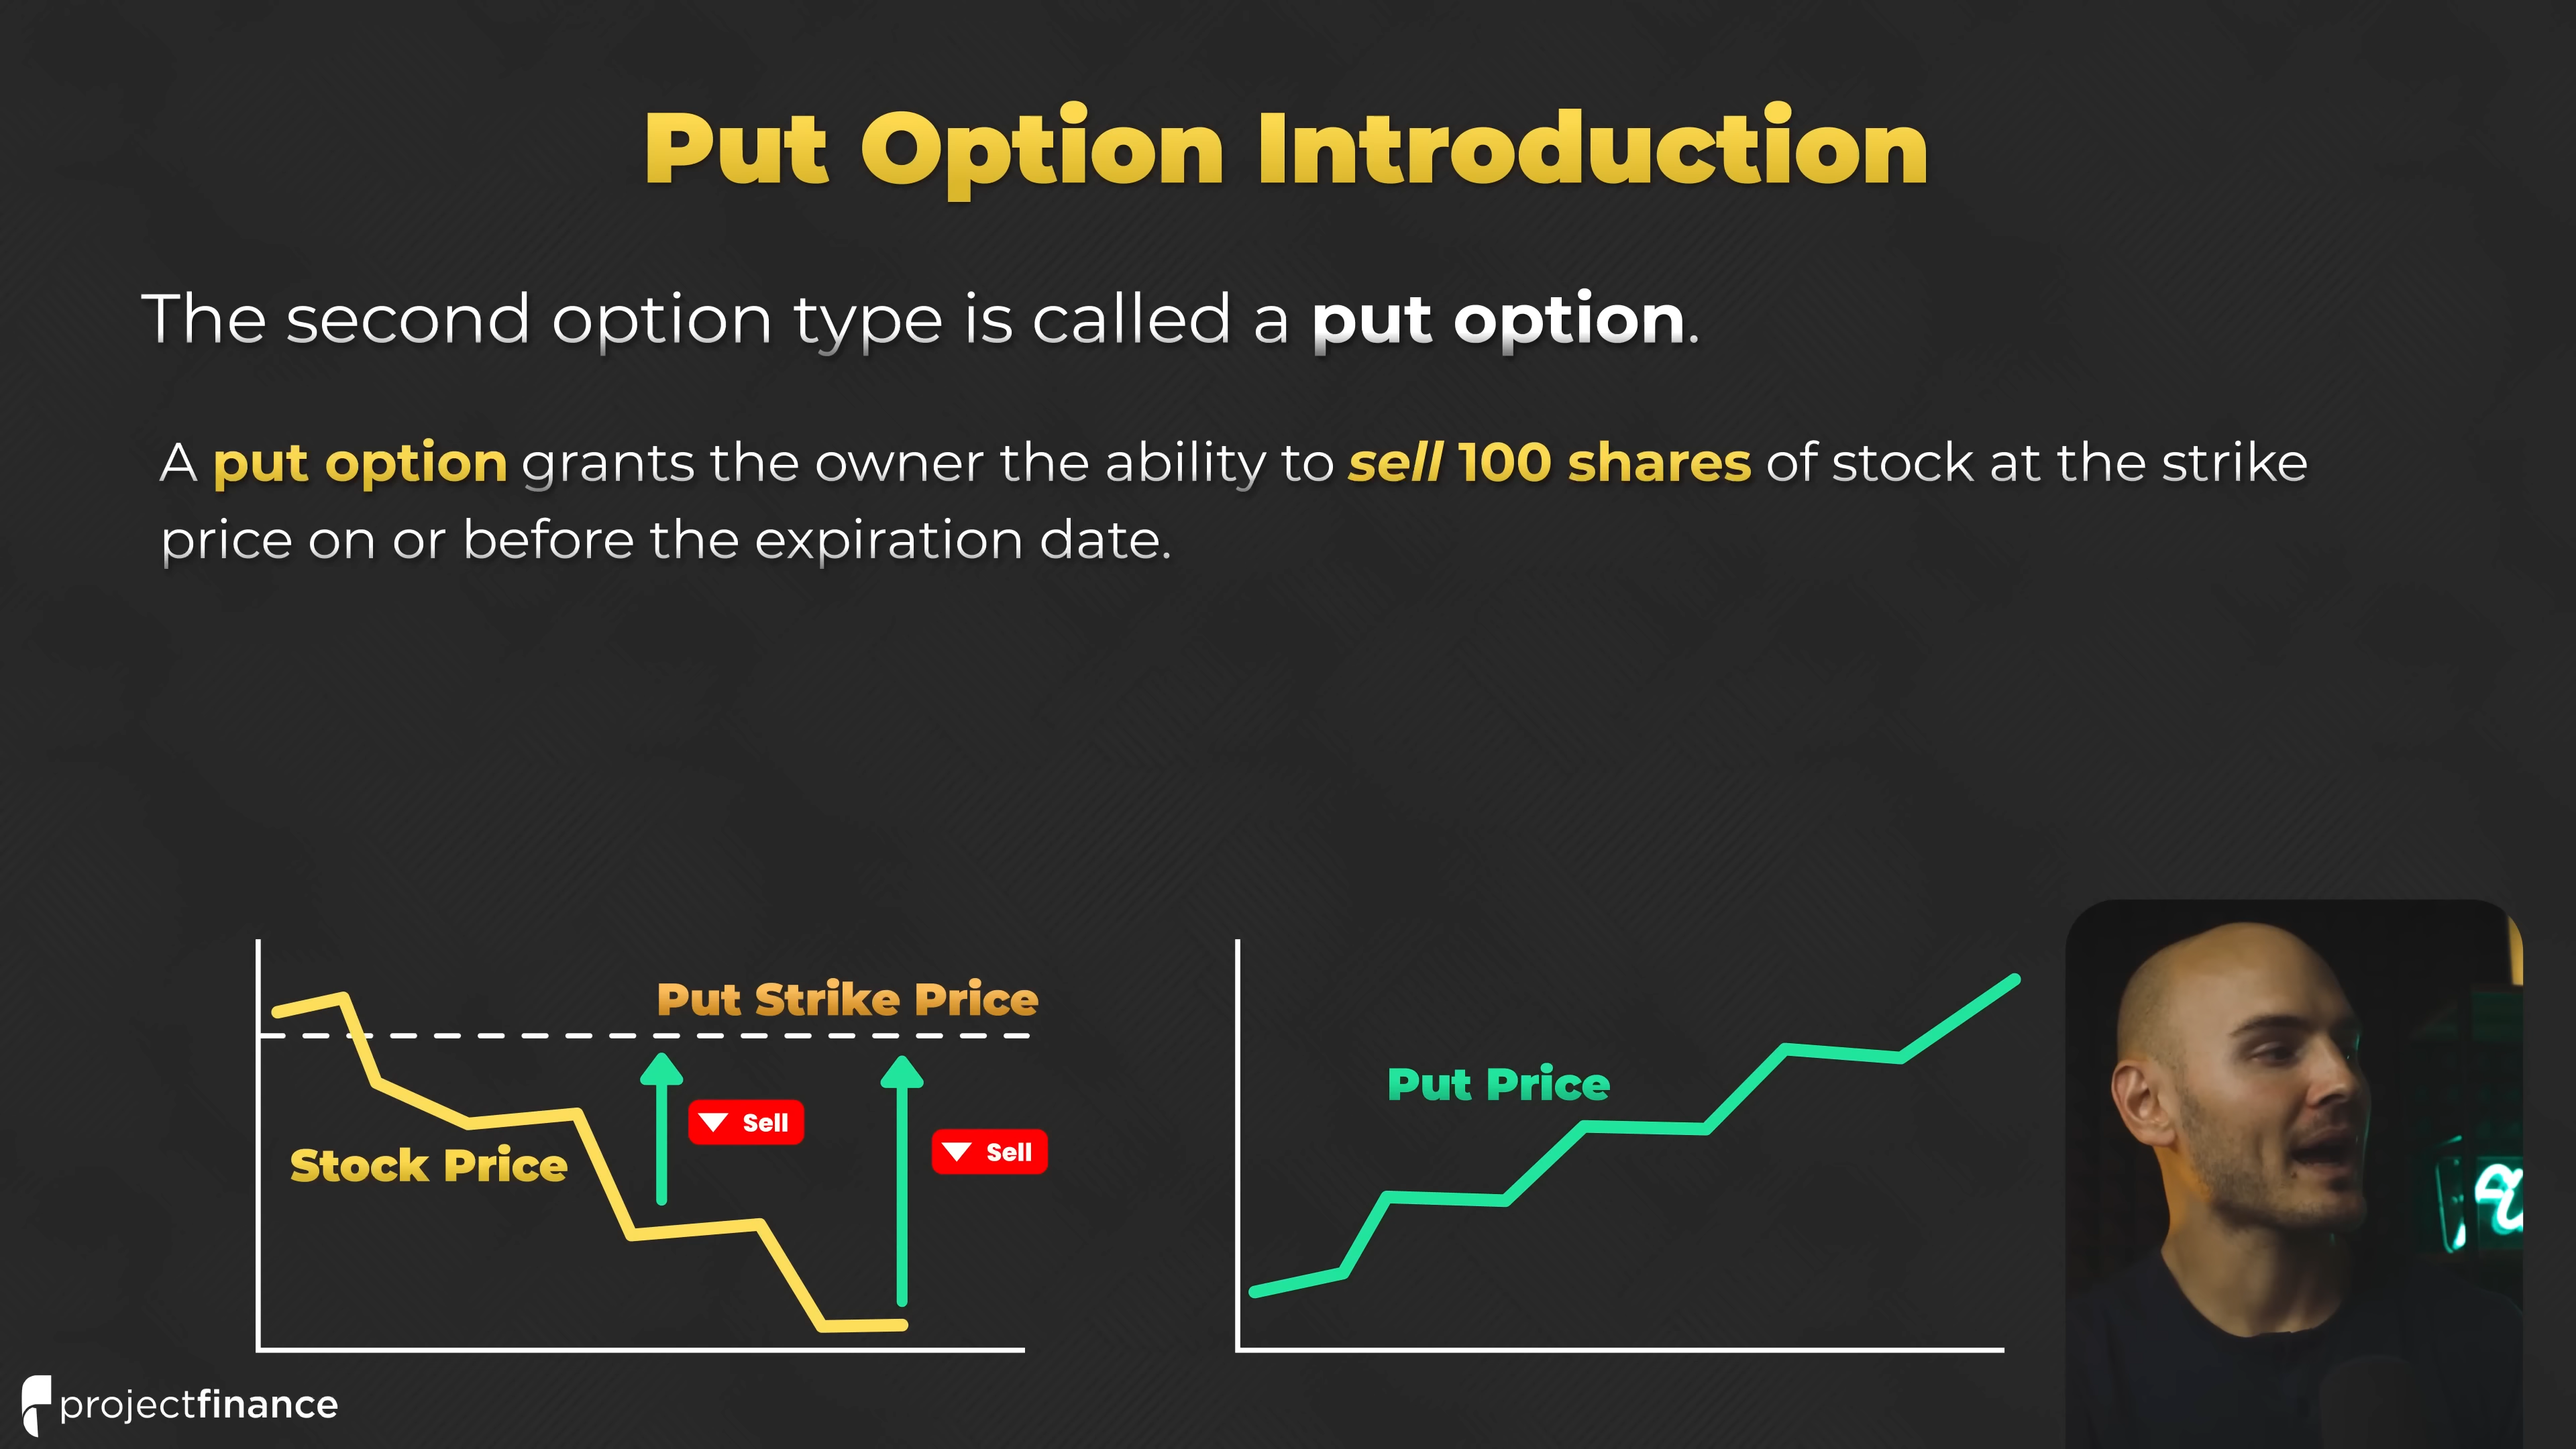 Put Option Introduction
The second option type is called a put option.
A put option grants the owner the ability to sell 100 shares of stock at the strike
price on or before the expiration date.
Put Strike Price
Sell
Sell
Stock Price
Put Price
projectfinance